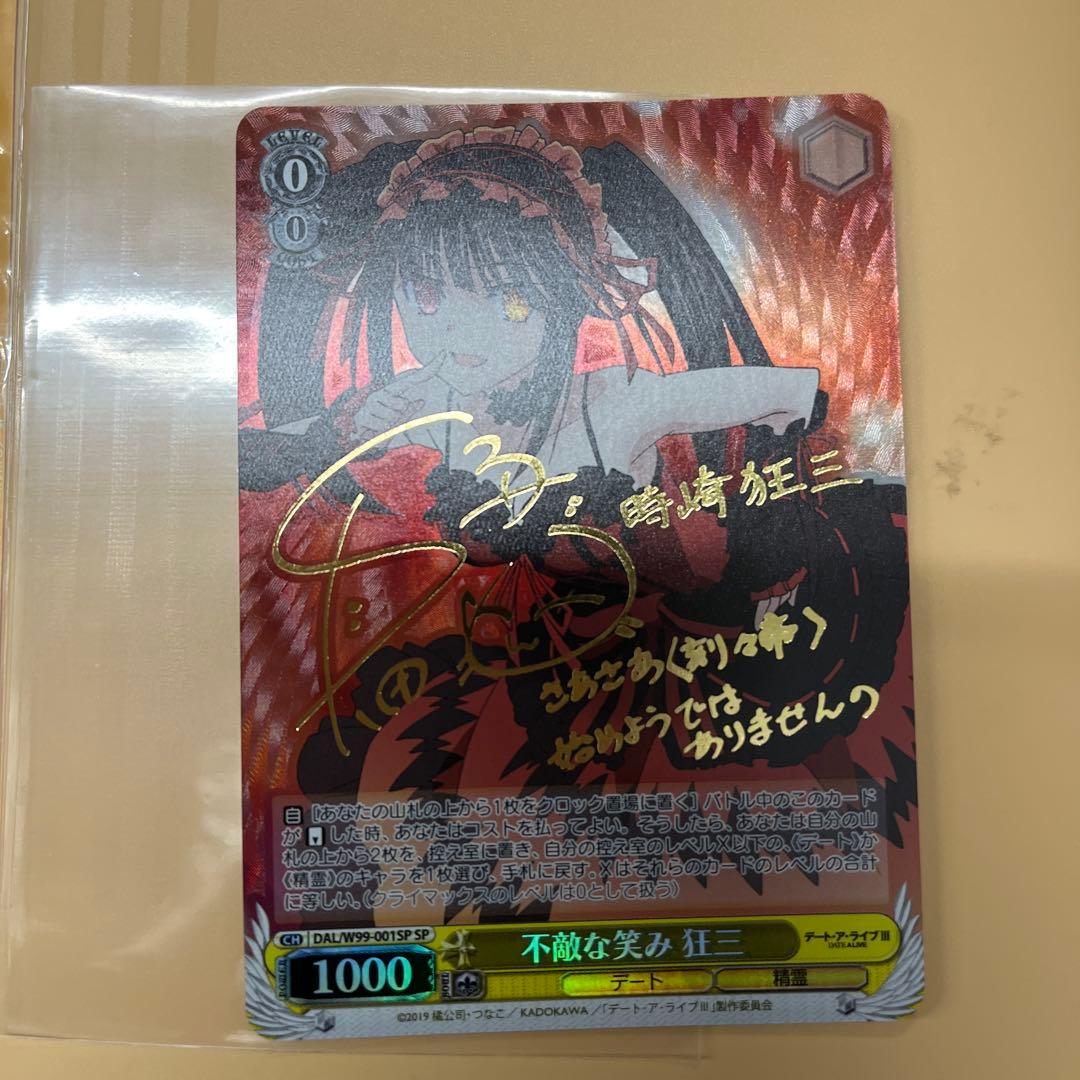 LEVEL
0
0
COST
時崎狂三
さあさあ〈刻々帝〉
始めようでは
ありませんの
自 [あなたの山札の上から1枚をクロック置場に置く] バトル中のこのカード
が した時、あなたはコストを払ってよい。そうしたら、あなたは自分の山
札の上から2枚を、控え室に置き、自分の控え室のレベルX以下の、《デート》か
《精霊》のキャラを1枚選び、手札に戻す。Xはそれらのカードのレベルの合計
に等しい。(クライマックスのレベルは0として扱う)
CH DAL/W99-001SP SP
不敵な笑み 狂三
デート・ア・ライブⅢ
DATE A LIVE
POWER 1000 SOUL
デート 精霊
©2019 橘公司・つなこ/KADOKAWA/「デート・ア・ライブⅢ」製作委員会